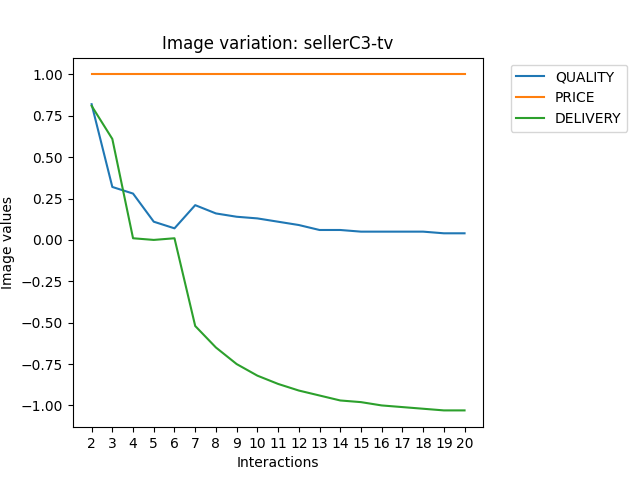 Image variation: sellerC3-tv
QUALITY
PRICE
DELIVERY
1.00
0.75
0.50
0.25
0.00
−0.25
−0.50
−0.75
−1.00
Image values
2 3 4 5 6 7 8 9 10 11 12 13 14 15 16 17 18 19 20
Interactions